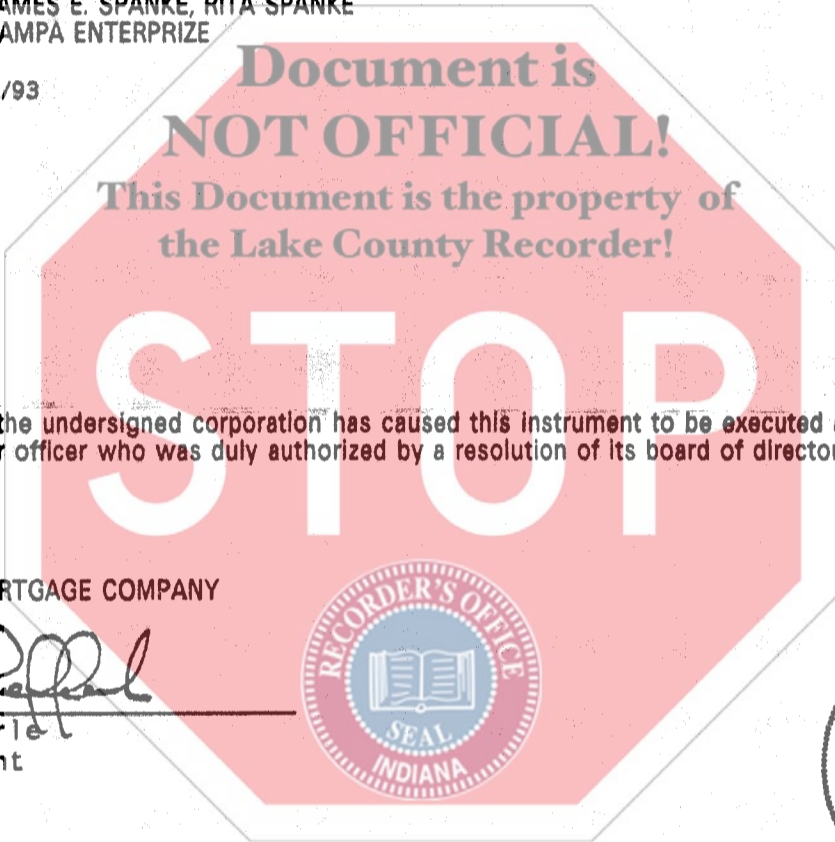 AMES E. SPANKE, RITA SPANKE
AMPA ENTERPRIZE
/93
Document is
NOT OFFICIAL!
This Document is the property of
the Lake County Recorder!
STOP
the undersigned corporation has caused this instrument to be executed
r officer who was duly authorized by a resolution of its board of director
RTGAGE COMPANY
rle
nt
RECORDER'S OFFICE
SEAL
INDIANA